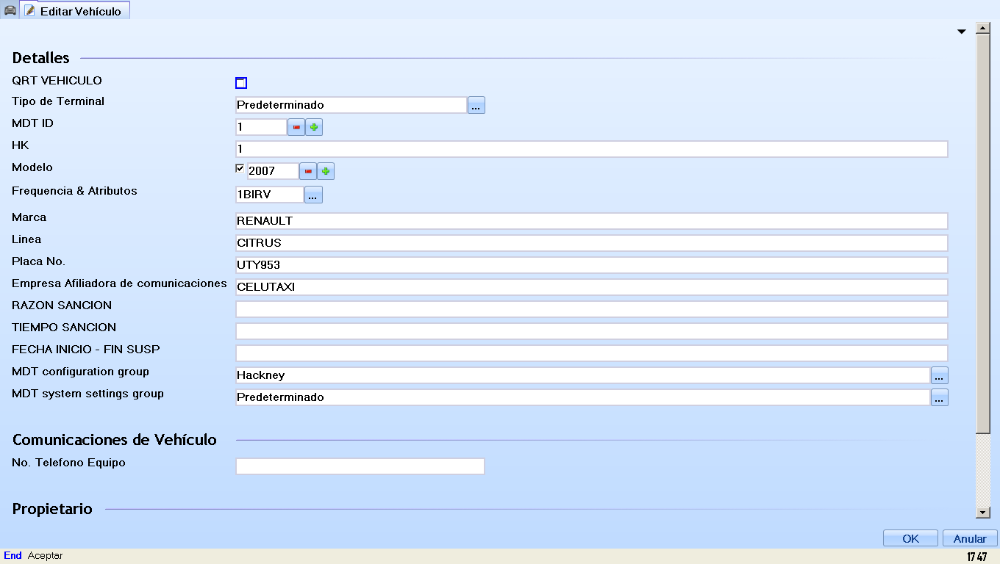 Editar Vehículo
Detalles
QRT VEHICULO
Tipo de Terminal Predeterminado ...
MDT ID 1
HK 1
Modelo 2007
Frequencia & Atributos 1BIRV ...
Marca RENAULT
Linea CITRUS
Placa No. UTY953
Empresa Afiliadora de comunicaciones CELUTAXI
RAZON SANCION
TIEMPO SANCION
FECHA INICIO - FIN SUSP
MDT configuration group Hackney ...
MDT system settings group Predeterminado ...
Comunicaciones de Vehículo
No. Telefono Equipo
Propietario
OK Anular
End Aceptar 17 47